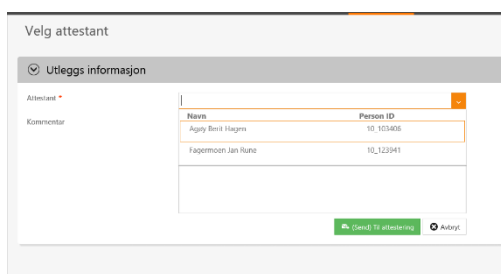 Velg attestant
Utleggs informasjon
Attestant *
Kommentar
Navn Person ID
Agøy Berit Hagen 10_103406
Fagermoen Jan Rune 10_123941
(Send) Til attestering Avbryt